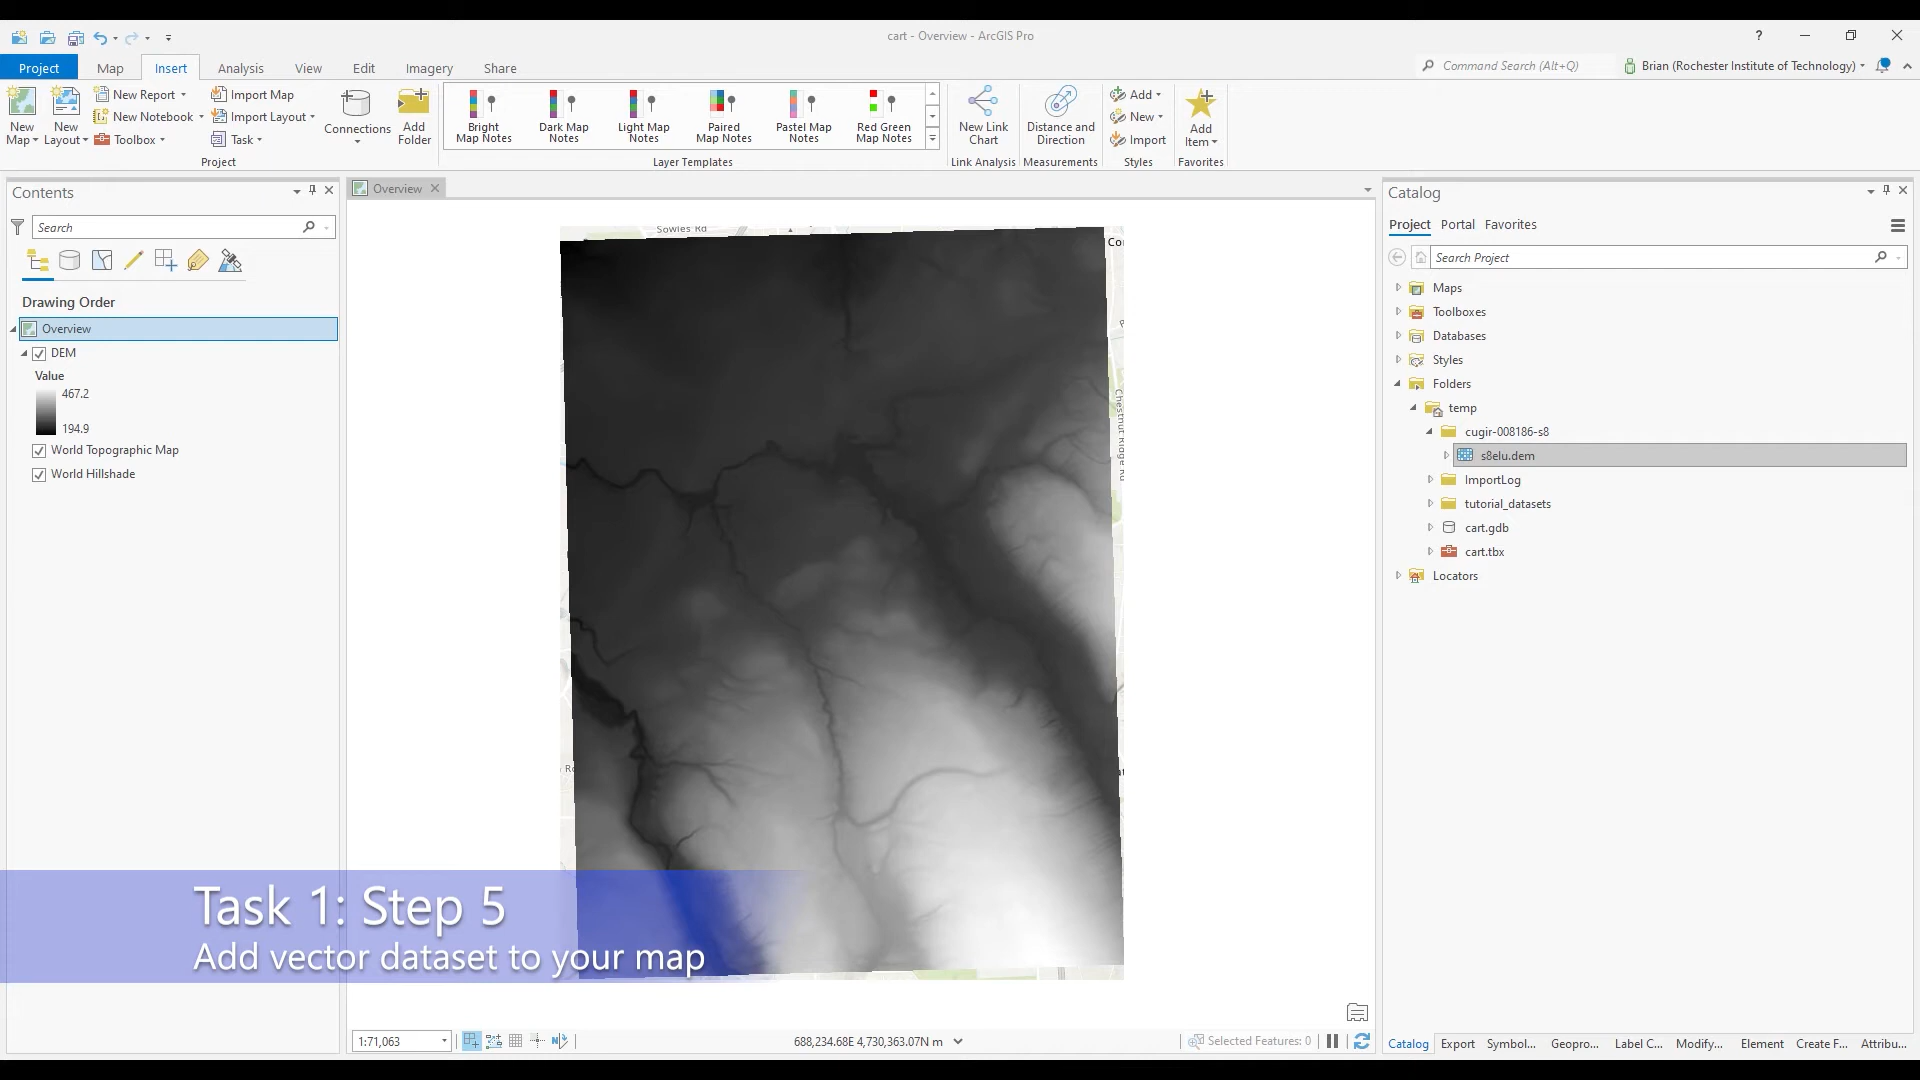 cart - Overview - ArcGIS Pro
?
Project
Map
Insert
Analysis
View
Edit
Imagery
Share
Command Search (Alt+Q)
Brian (Rochester Institute of Technology)
New Map
New Layout
New Report
New Notebook
Toolbox
Import Map
Import Layout
Task
Connections
Add Folder
Project
Bright Map Notes
Dark Map Notes
Light Map Notes
Paired Map Notes
Pastel Map Notes
Red Green Map Notes
Layer Templates
New Link Chart
Link Analysis
Distance and Direction
Measurements
Add
New
Import
Styles
Add Item
Favorites
Contents
Search
Drawing Order
Overview
DEM
Value
467.2
194.9
World Topographic Map
World Hillshade
Overview
Sowles Rd
Chestnut Ridge Rd
Task 1: Step 5
Add vector dataset to your map
1:71,063
688,234.68E 4,730,363.07N m
Selected Features: 0
Catalog
Project
Portal
Favorites
Search Project
Maps
Toolboxes
Databases
Styles
Folders
temp
cugir-008186-s8
s8elu.dem
ImportLog
tutorial_datasets
cart.gdb
cart.tbx
Locators
Catalog
Export
Symbol...
Geopro...
Label C...
Modify...
Element
Create F...
Attribu...